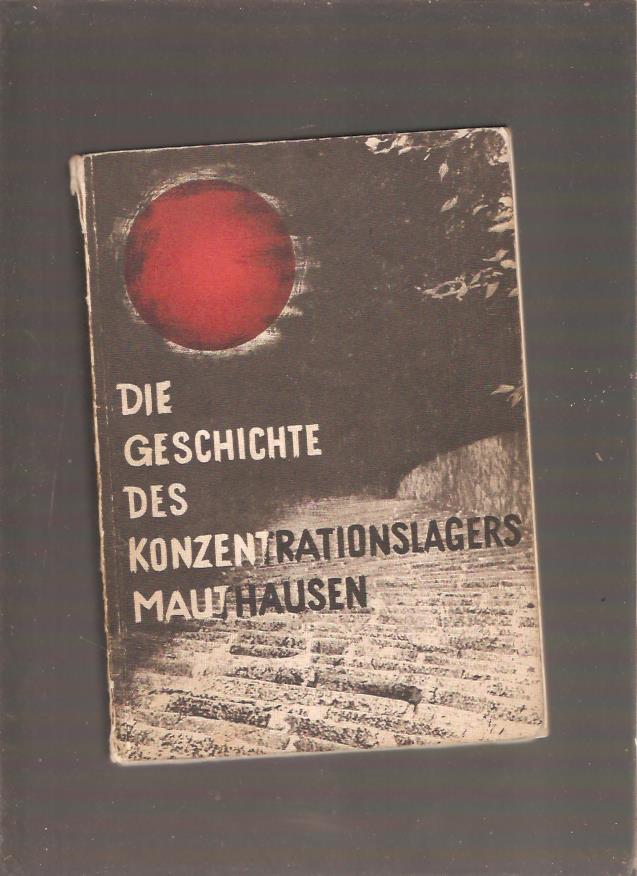 DIE
GESCHICHTE
DES
KONZENTRATIONSLAGERS
MAUTHAUSEN